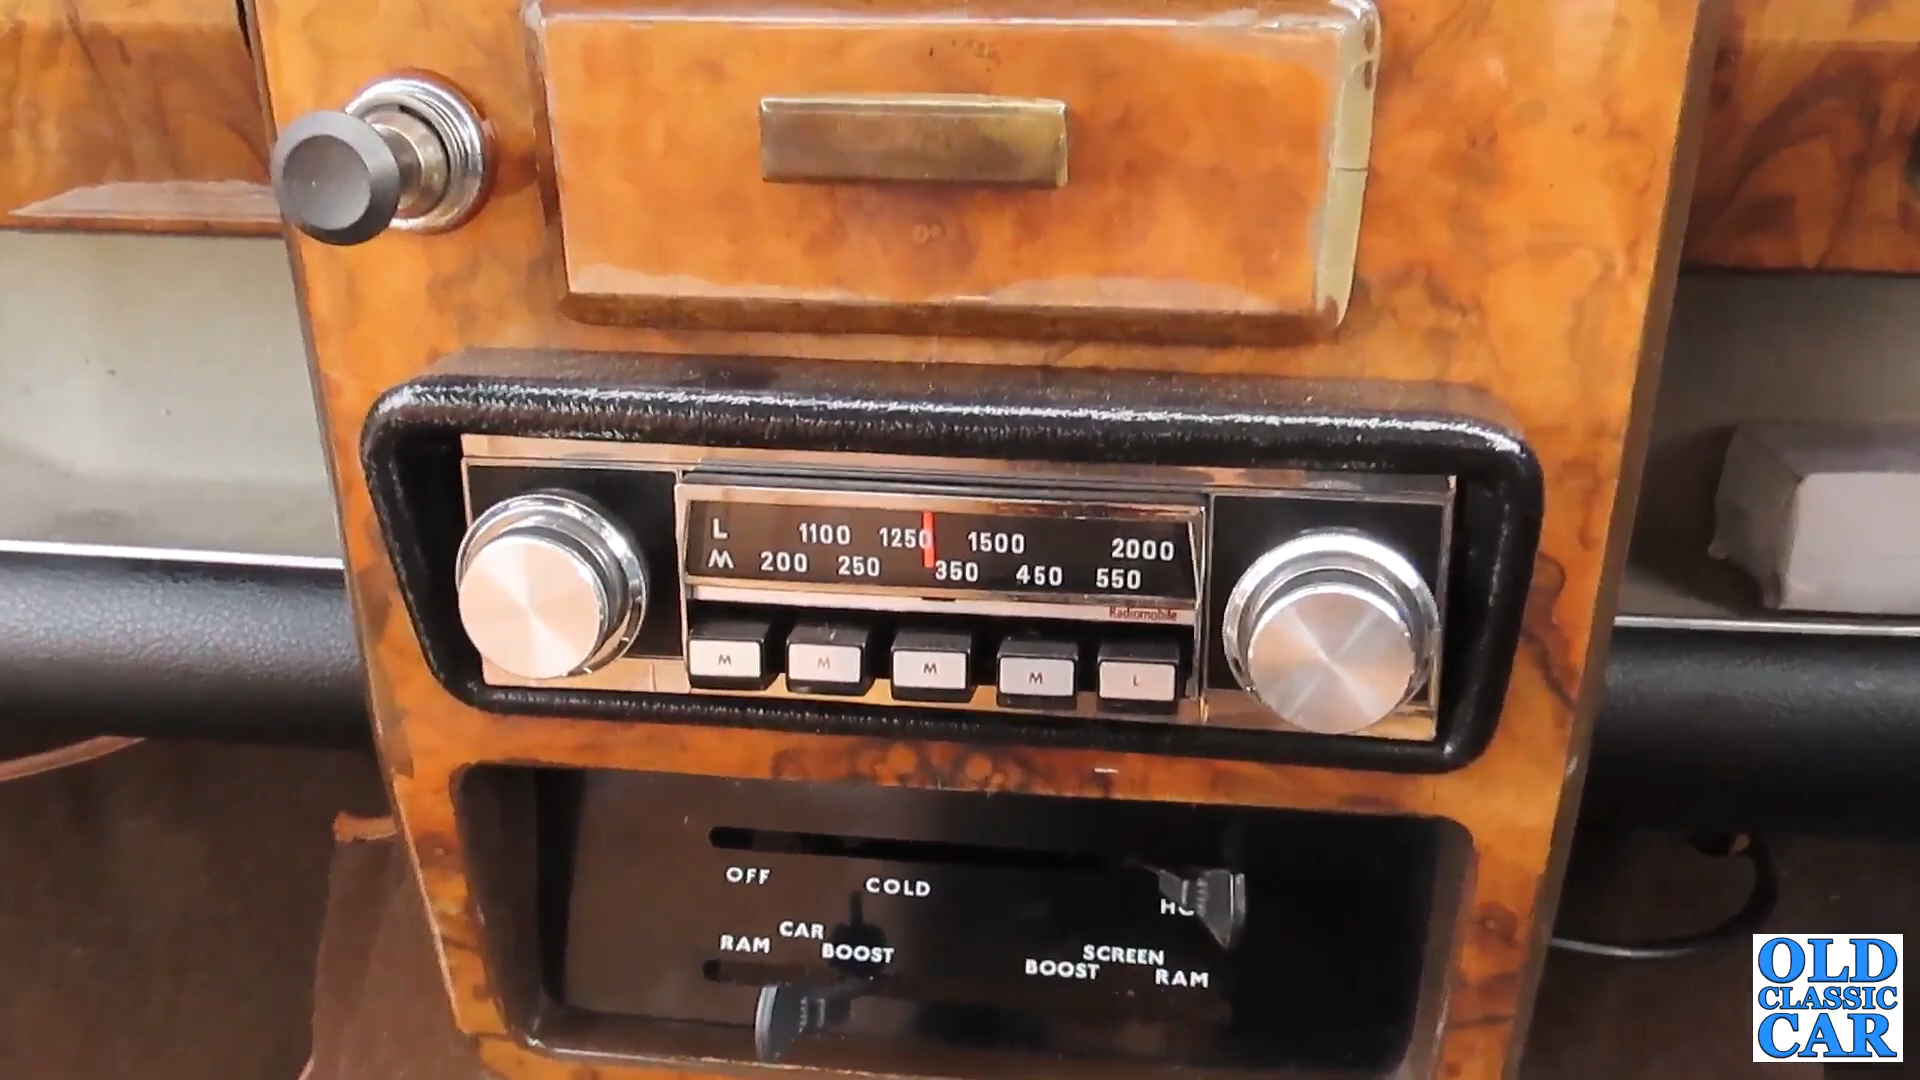 L 1100 1250 1500 2000
M 200 250 350 450 550
Radiomobile
M M M M L
OFF COLD
CAR
RAM BOOST
SCREEN
BOOST RAM
OLD
CLASSIC
CAR